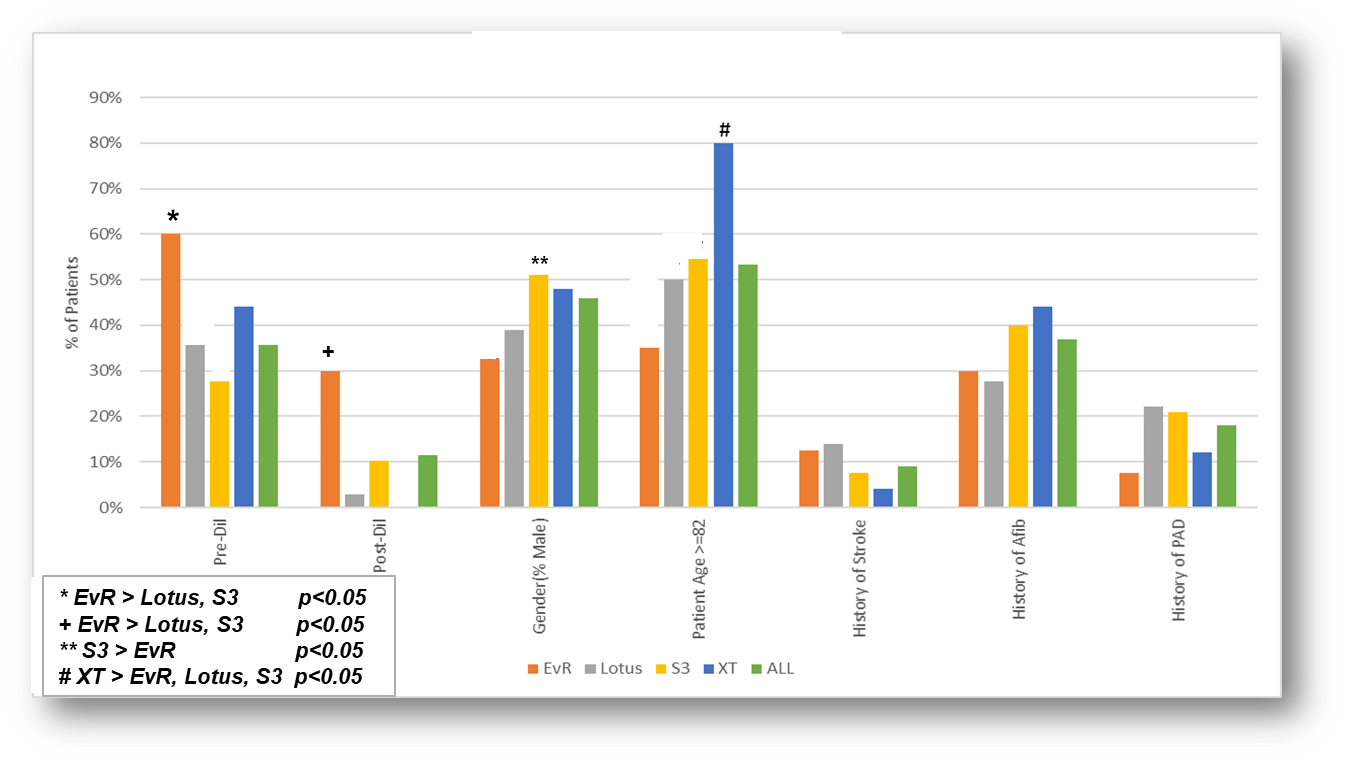 90%
80%
70%
60%
50%
40%
30%
20%
10%
0%
% of Patients
*
+
**
#
Pre-Dil
Post-Dil
Gender(% Male)
Patient Age >=82
History of Stroke
History of Afib
History of PAD
* EvR > Lotus, S3 p<0.05
+ EvR > Lotus, S3 p<0.05
** S3 > EvR p<0.05
# XT > EvR, Lotus, S3 p<0.05
EvR Lotus S3 XT ALL